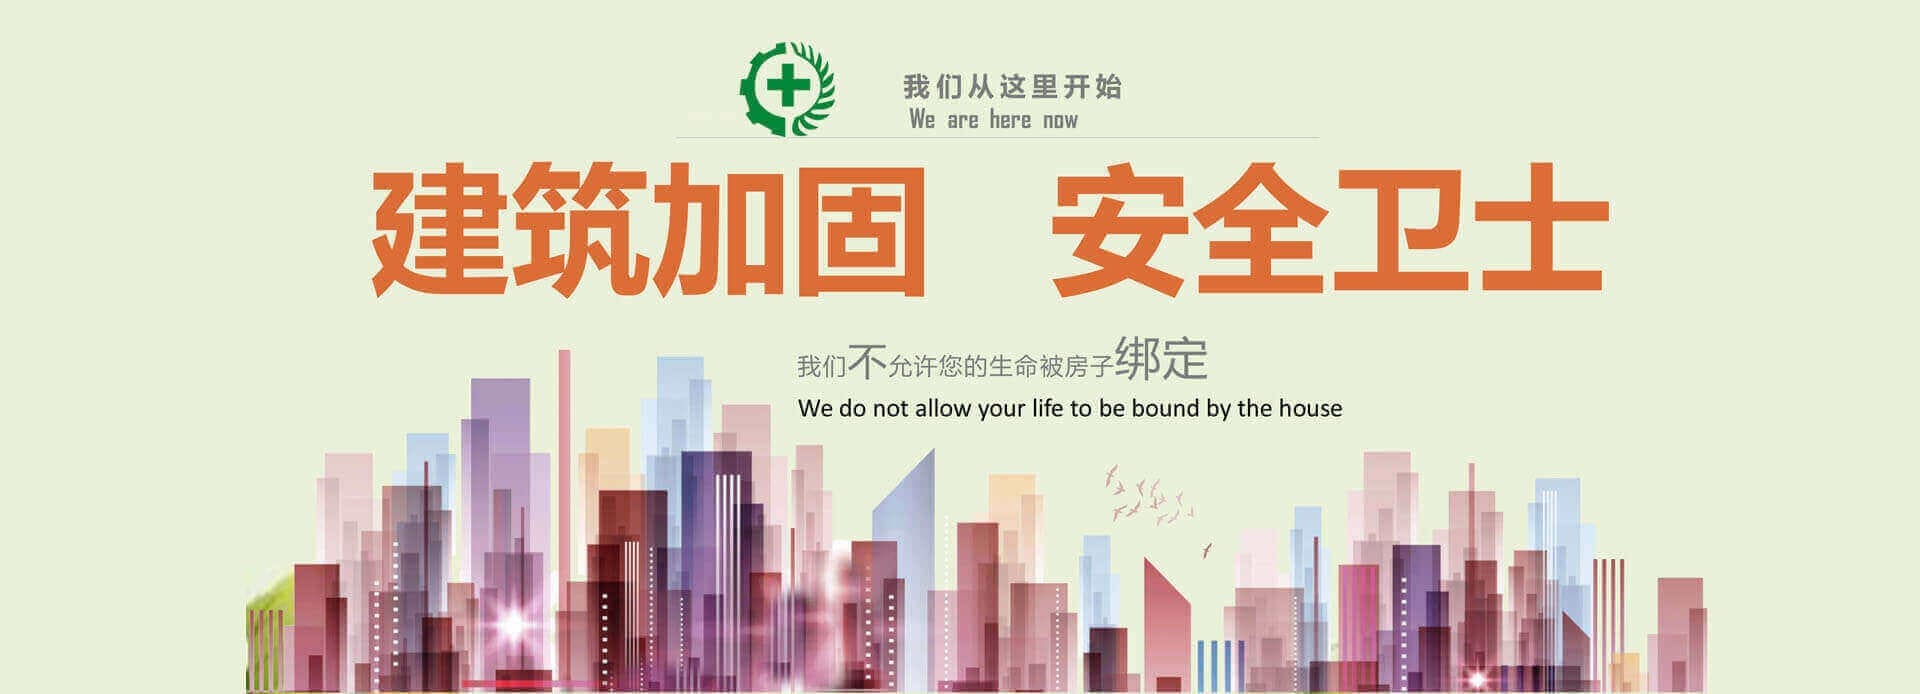 我们从这里开始
We are here now
建筑加固 安全卫士
我们不允许您的生命被房子绑定
We do not allow your life to be bound by the house